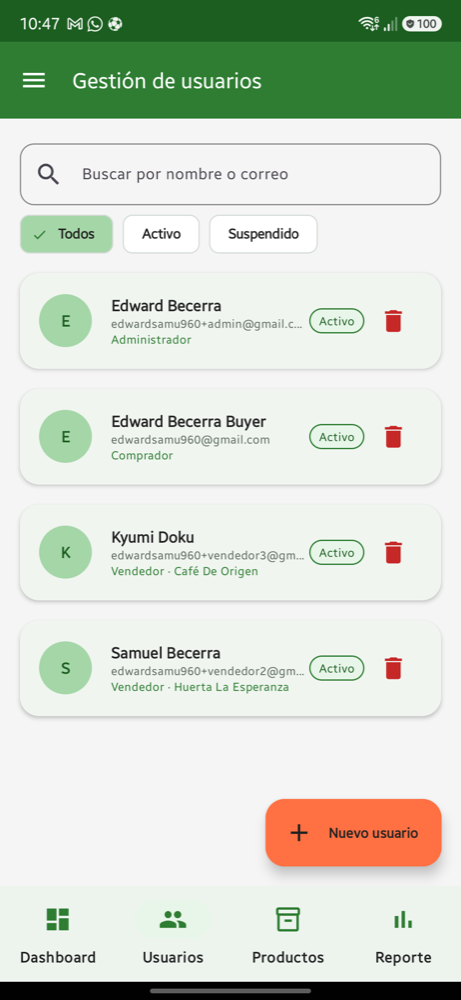 10:47
6
100
Gestión de usuarios
Buscar por nombre o correo
Todos
Activo
Suspendido
E
Edward Becerra
edwardsamu960+admin@gmail.c...
Administrador
Activo
E
Edward Becerra Buyer
edwardsamu960@gmail.com
Comprador
Activo
K
Kyumi Doku
edwardsamu960+vendedor3@gm...
Vendedor · Café De Origen
Activo
S
Samuel Becerra
edwardsamu960+vendedor2@gm...
Vendedor · Huerta La Esperanza
Activo
+ Nuevo usuario
Dashboard
Usuarios
Productos
Reporte